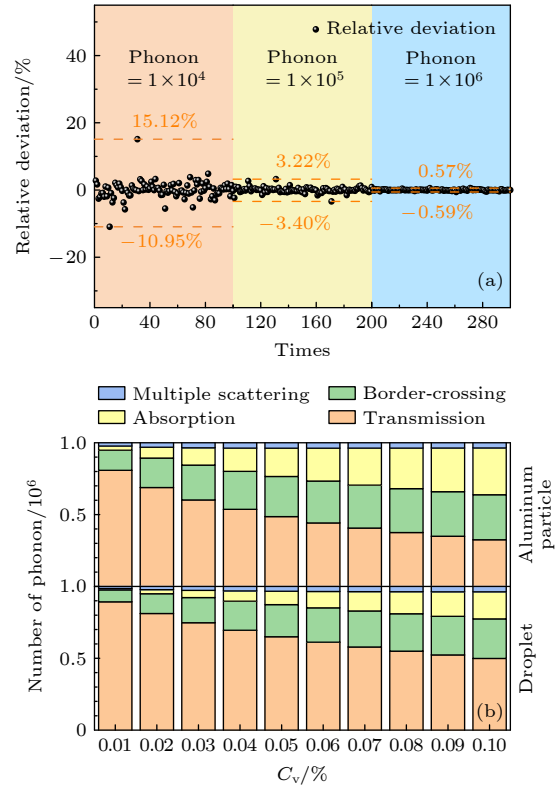 Relative deviation
Phonon Phonon Phonon
= 1×10⁴ = 1×10⁵ = 1×10⁶
15.12%
3.22%
0.57%
−10.95%
−3.40%
−0.59%
(a)
40
20
0
−20
Relative deviation/%
0 40 80 120 160 200 240 280
Times
Multiple scattering Border-crossing
Absorption Transmission
1.0
0.5
1.0
0.5
0
Number of phonon/10⁶
Aluminum
particle
Droplet
(b)
0.01 0.02 0.03 0.04 0.05 0.06 0.07 0.08 0.09 0.10
Cᵥ/%